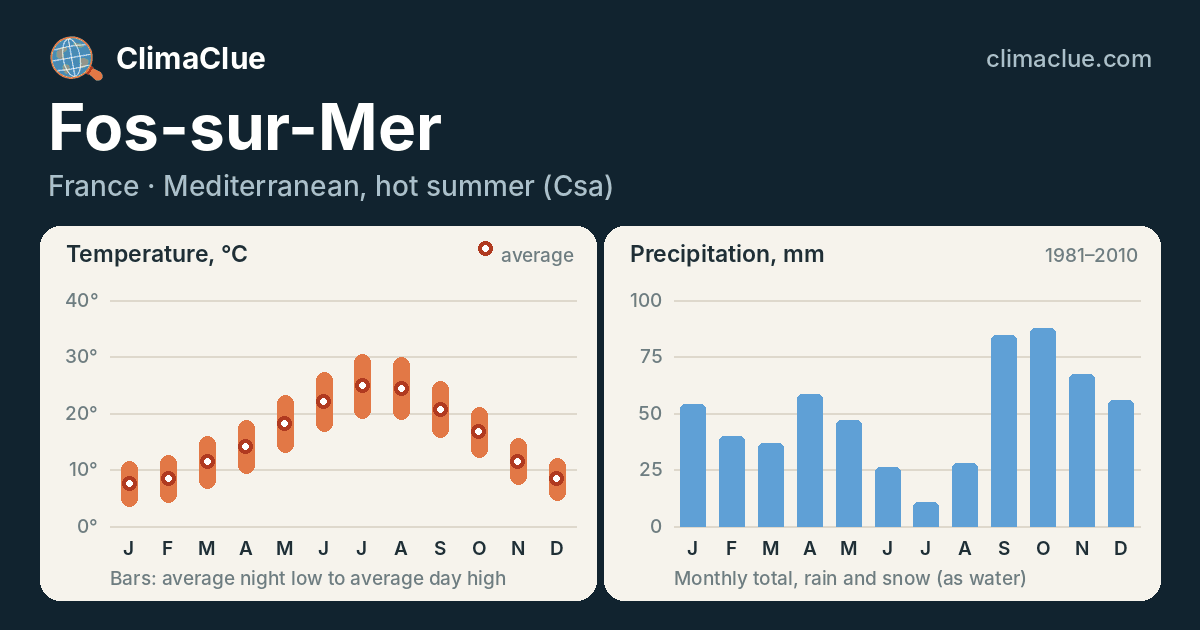 ClimaClue
climaclue.com
Fos-sur-Mer
France · Mediterranean, hot summer (Csa)
Temperature, °C
average
40°
30°
20°
10°
0°
J F M A M J J A S O N D
Bars: average night low to average day high
Precipitation, mm
1981–2010
100
75
50
25
0
J F M A M J J A S O N D
Monthly total, rain and snow (as water)